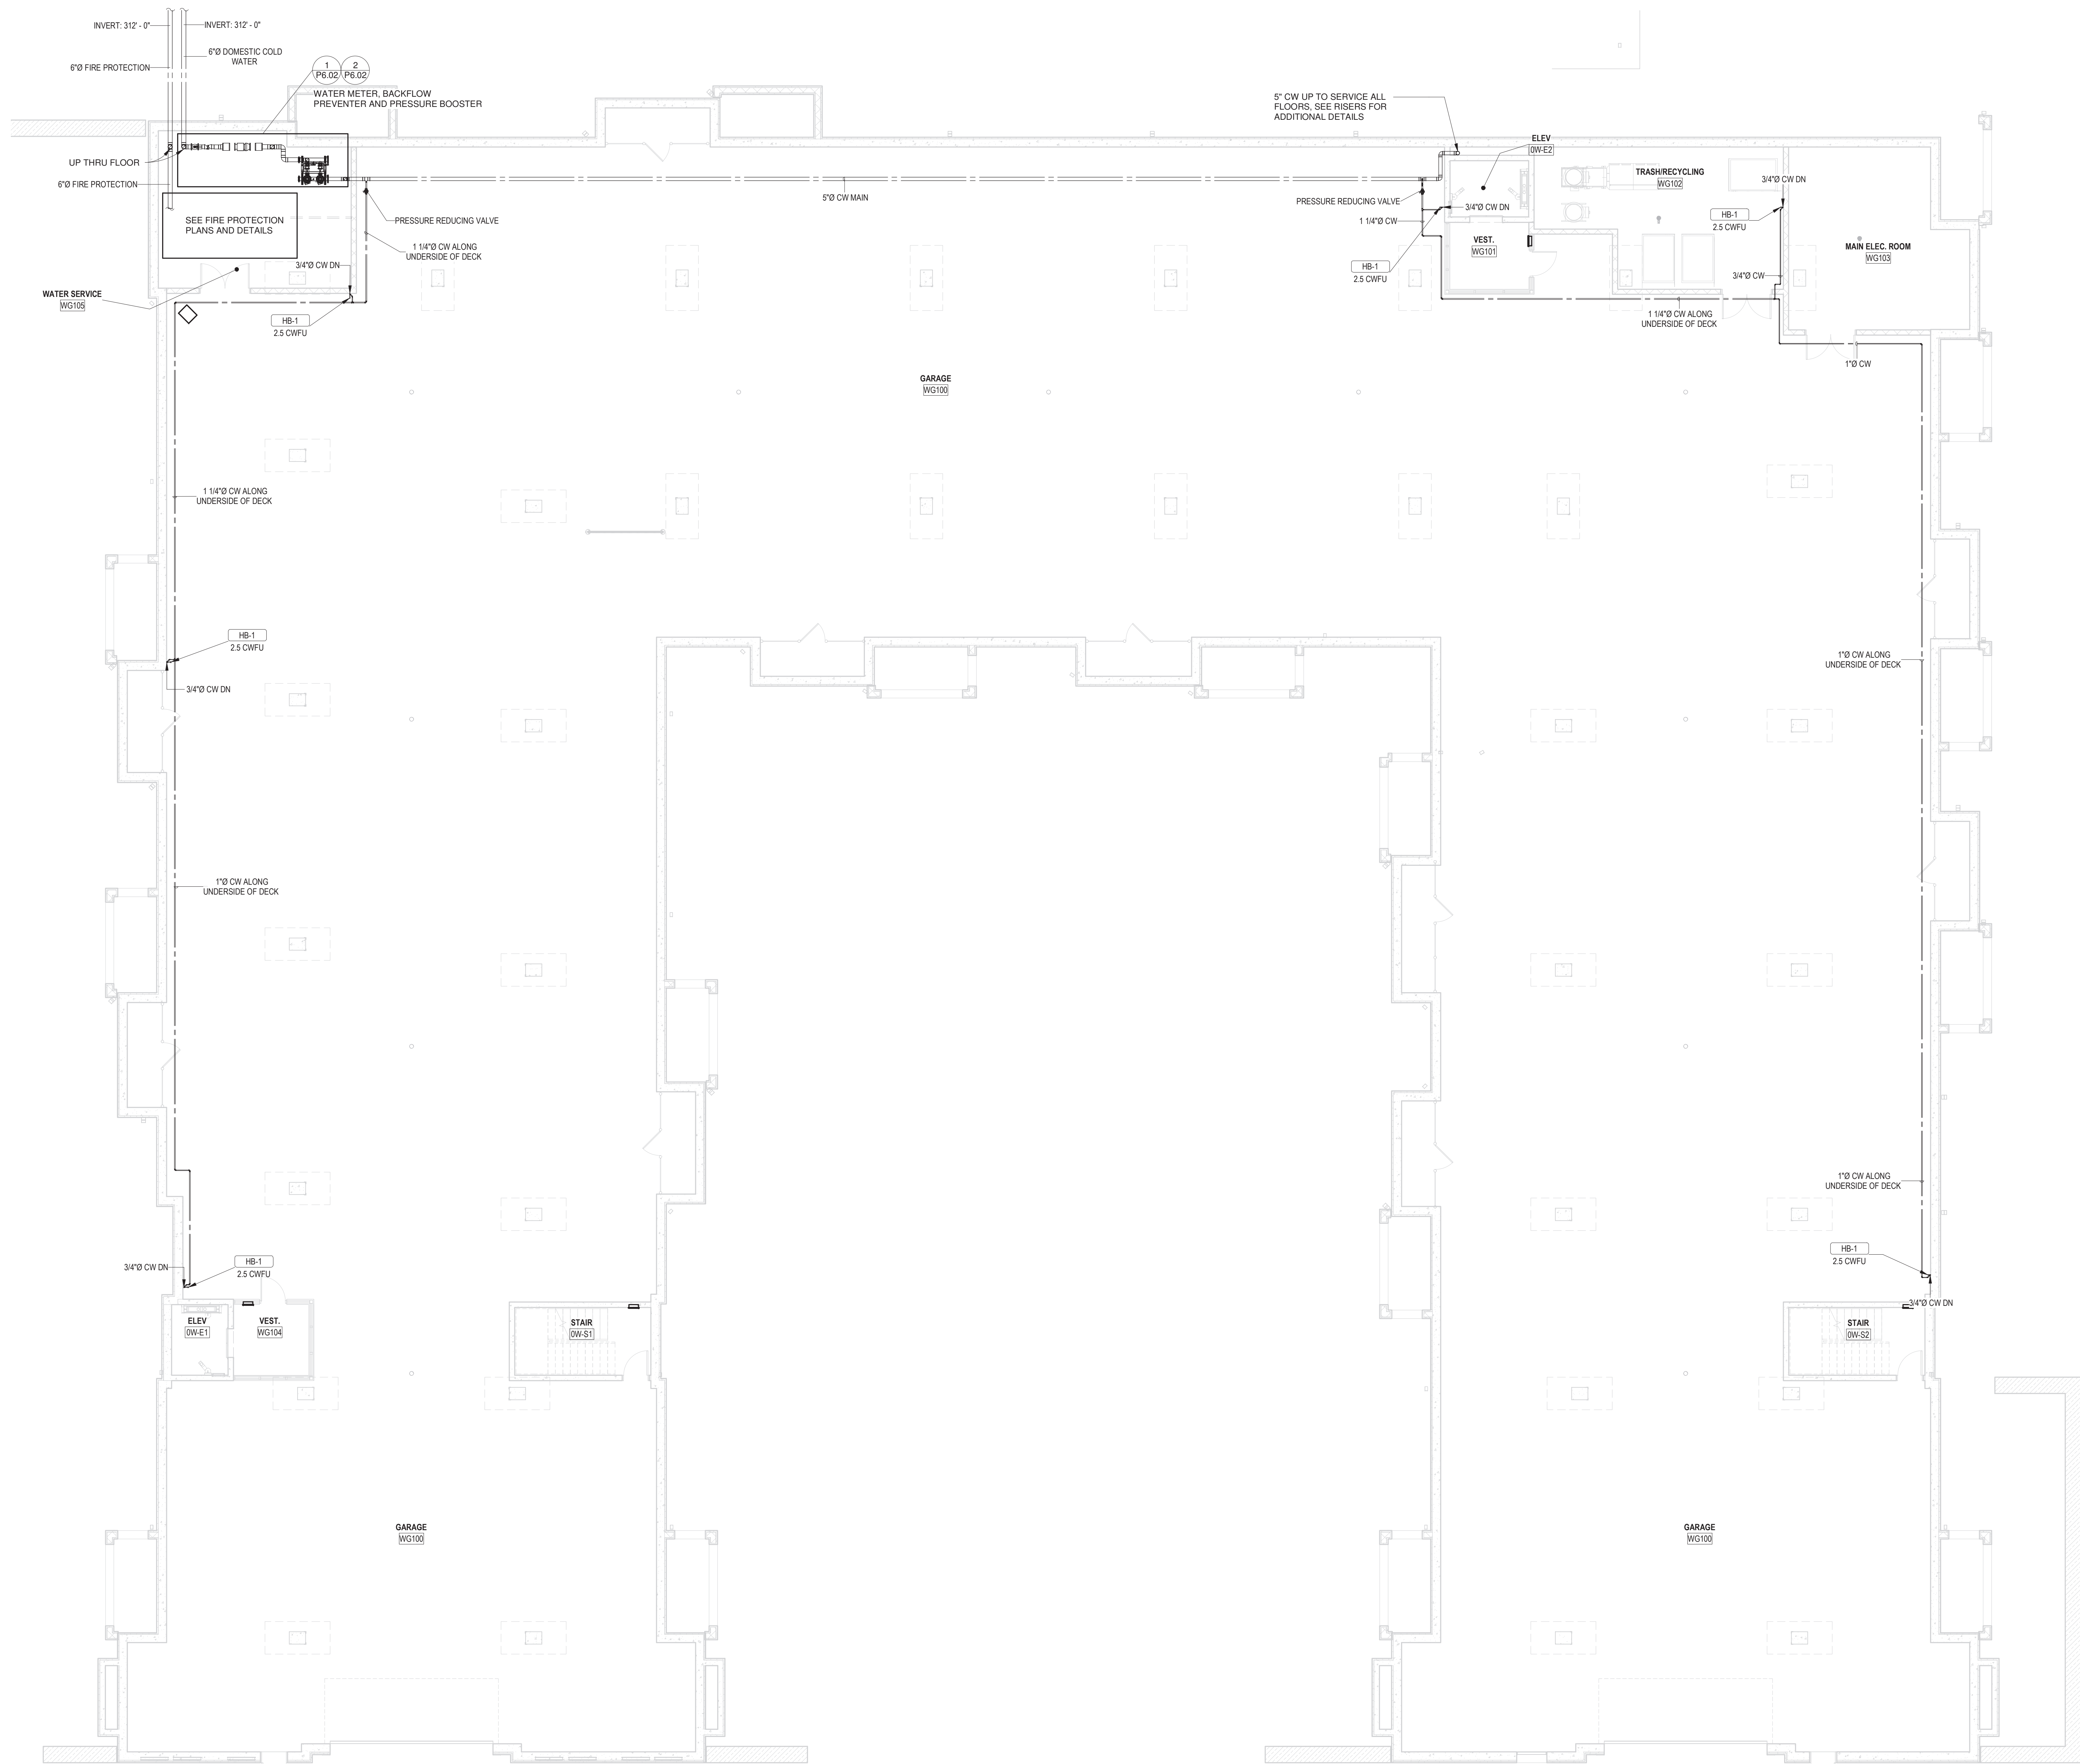 INVERT: 312' - 0"
INVERT: 312' - 0"
6"Ø DOMESTIC COLD
WATER
6"Ø FIRE PROTECTION
1
P6.02
2
P6.02
WATER METER, BACKFLOW
PREVENTER AND PRESSURE BOOSTER
5" CW UP TO SERVICE ALL
FLOORS, SEE RISERS FOR
ADDITIONAL DETAILS
ELEV
0W-E2
UP THRU FLOOR
6"Ø FIRE PROTECTION
TRASH/RECYCLING
WG102
3/4"Ø CW DN
5"Ø CW MAIN
PRESSURE REDUCING VALVE
3/4"Ø CW DN
HB-1
2.5 CWFU
SEE FIRE PROTECTION
PLANS AND DETAILS
PRESSURE REDUCING VALVE
1 1/4"Ø CW
1 1/4"Ø CW ALONG
UNDERSIDE OF DECK
VEST.
WG101
MAIN ELEC. ROOM
WG103
3/4"Ø CW DN
HB-1
2.5 CWFU
3/4"Ø CW
WATER SERVICE
WG105
HB-1
2.5 CWFU
1 1/4"Ø CW ALONG
UNDERSIDE OF DECK
1"Ø CW
GARAGE
WG100
1 1/4"Ø CW ALONG
UNDERSIDE OF DECK
HB-1
2.5 CWFU
3/4"Ø CW DN
1"Ø CW ALONG
UNDERSIDE OF DECK
1"Ø CW ALONG
UNDERSIDE OF DECK
1"Ø CW ALONG
UNDERSIDE OF DECK
HB-1
2.5 CWFU
3/4"Ø CW DN
HB-1
2.5 CWFU
3/4"Ø CW DN
ELEV
0W-E1
VEST.
WG104
STAIR
0W-S1
STAIR
0W-S2
GARAGE
WG100
GARAGE
WG100